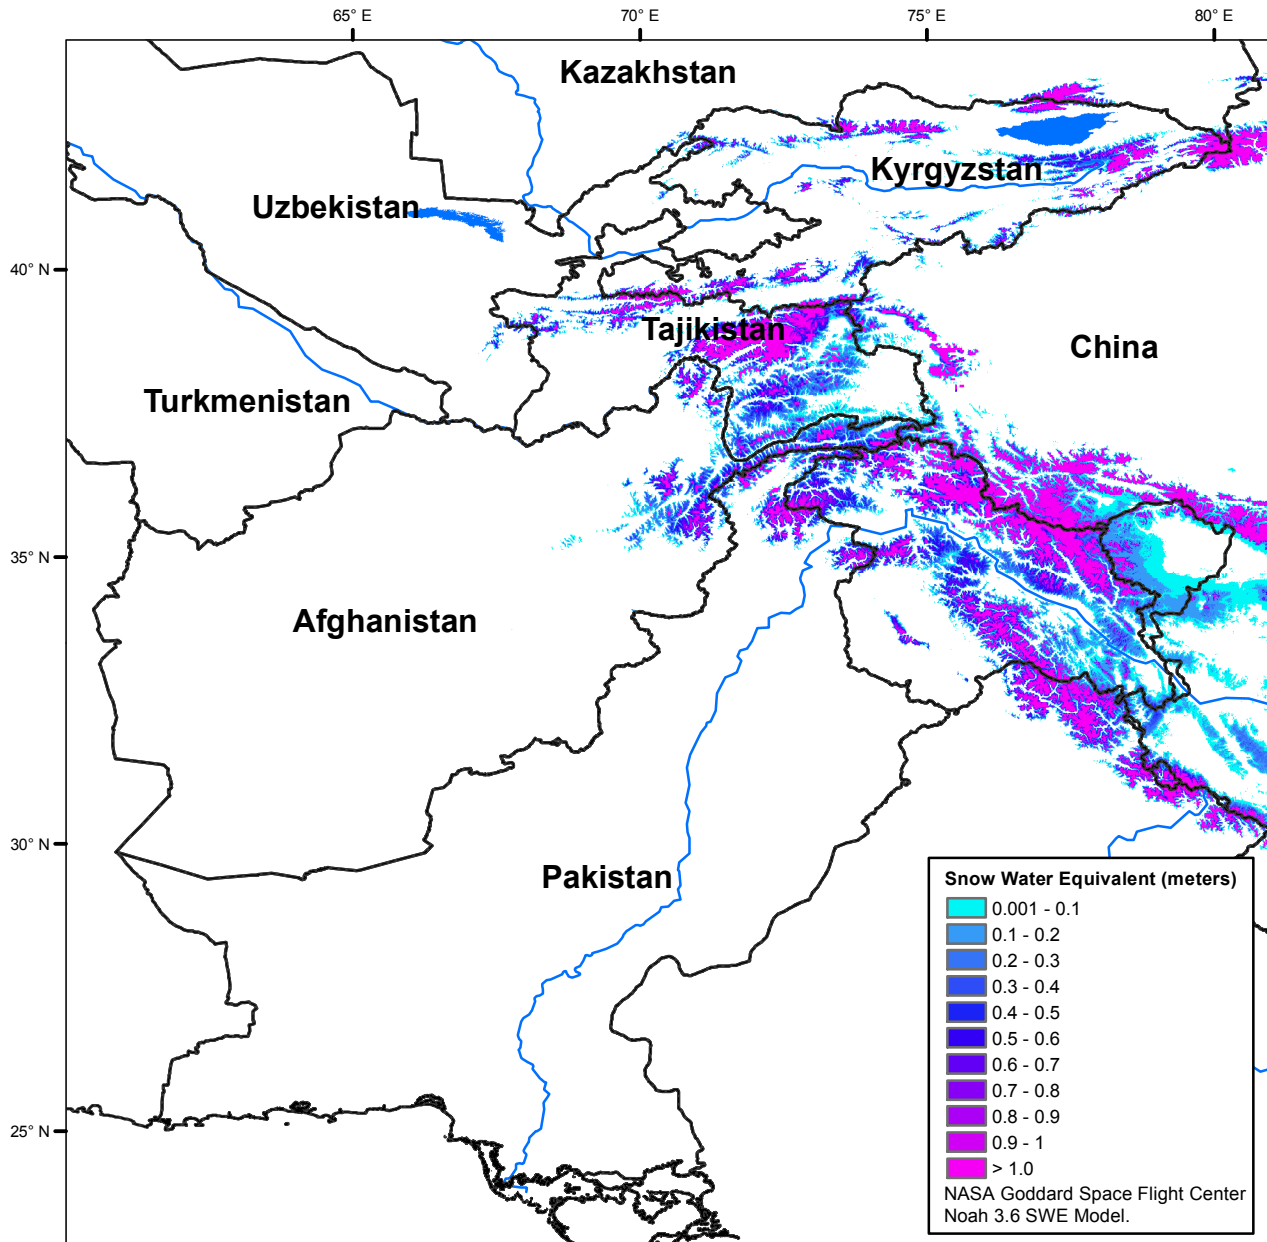 65° E
70° E
75° E
80° E
Kazakhstan
Kyrgyzstan
Uzbekistan
40° N
Tajikistan
China
Turkmenistan
35° N
Afghanistan
30° N
Pakistan
25° N
Snow Water Equivalent (meters)
0.001 - 0.1
0.1 - 0.2
0.2 - 0.3
0.3 - 0.4
0.4 - 0.5
0.5 - 0.6
0.6 - 0.7
0.7 - 0.8
0.8 - 0.9
0.9 - 1
> 1.0
NASA Goddard Space Flight Center
Noah 3.6 SWE Model.